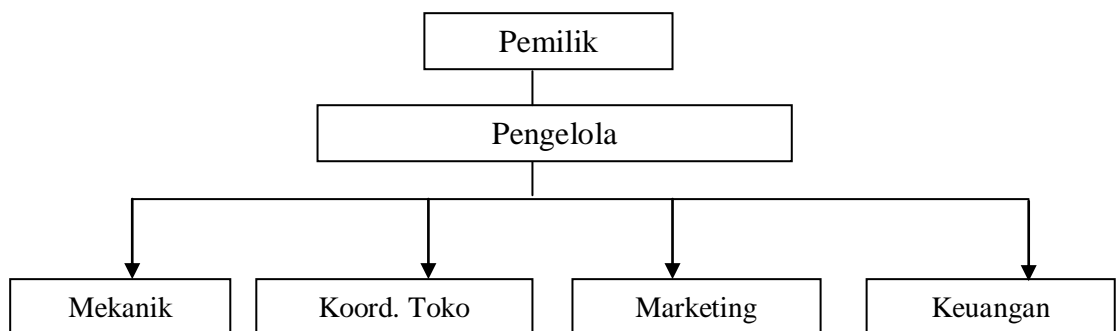 Pemilik
Pengelola
Mekanik
Koord. Toko
Marketing
Keuangan